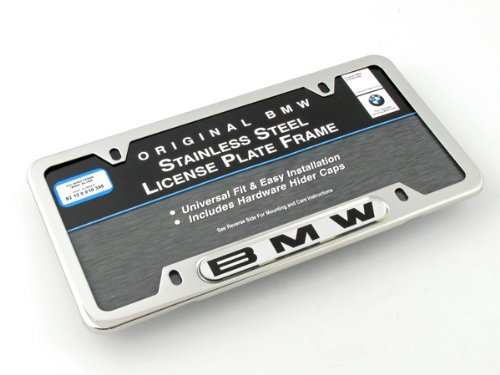 ORIGINAL BMW
STAINLESS STEEL
LICENSE PLATE FRAME
• Universal Fit & Easy Installation
• Includes Hardware Hider Caps
See Reverse Side For Mounting and Care Instructions
BMW